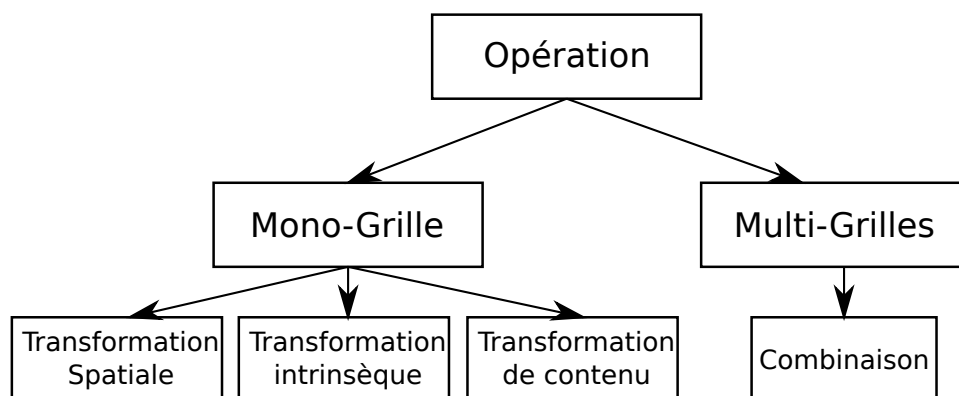 Opération
Mono-Grille
Multi-Grilles
Transformation
Spatiale
Transformation
intrinsèque
Transformation
de contenu
Combinaison